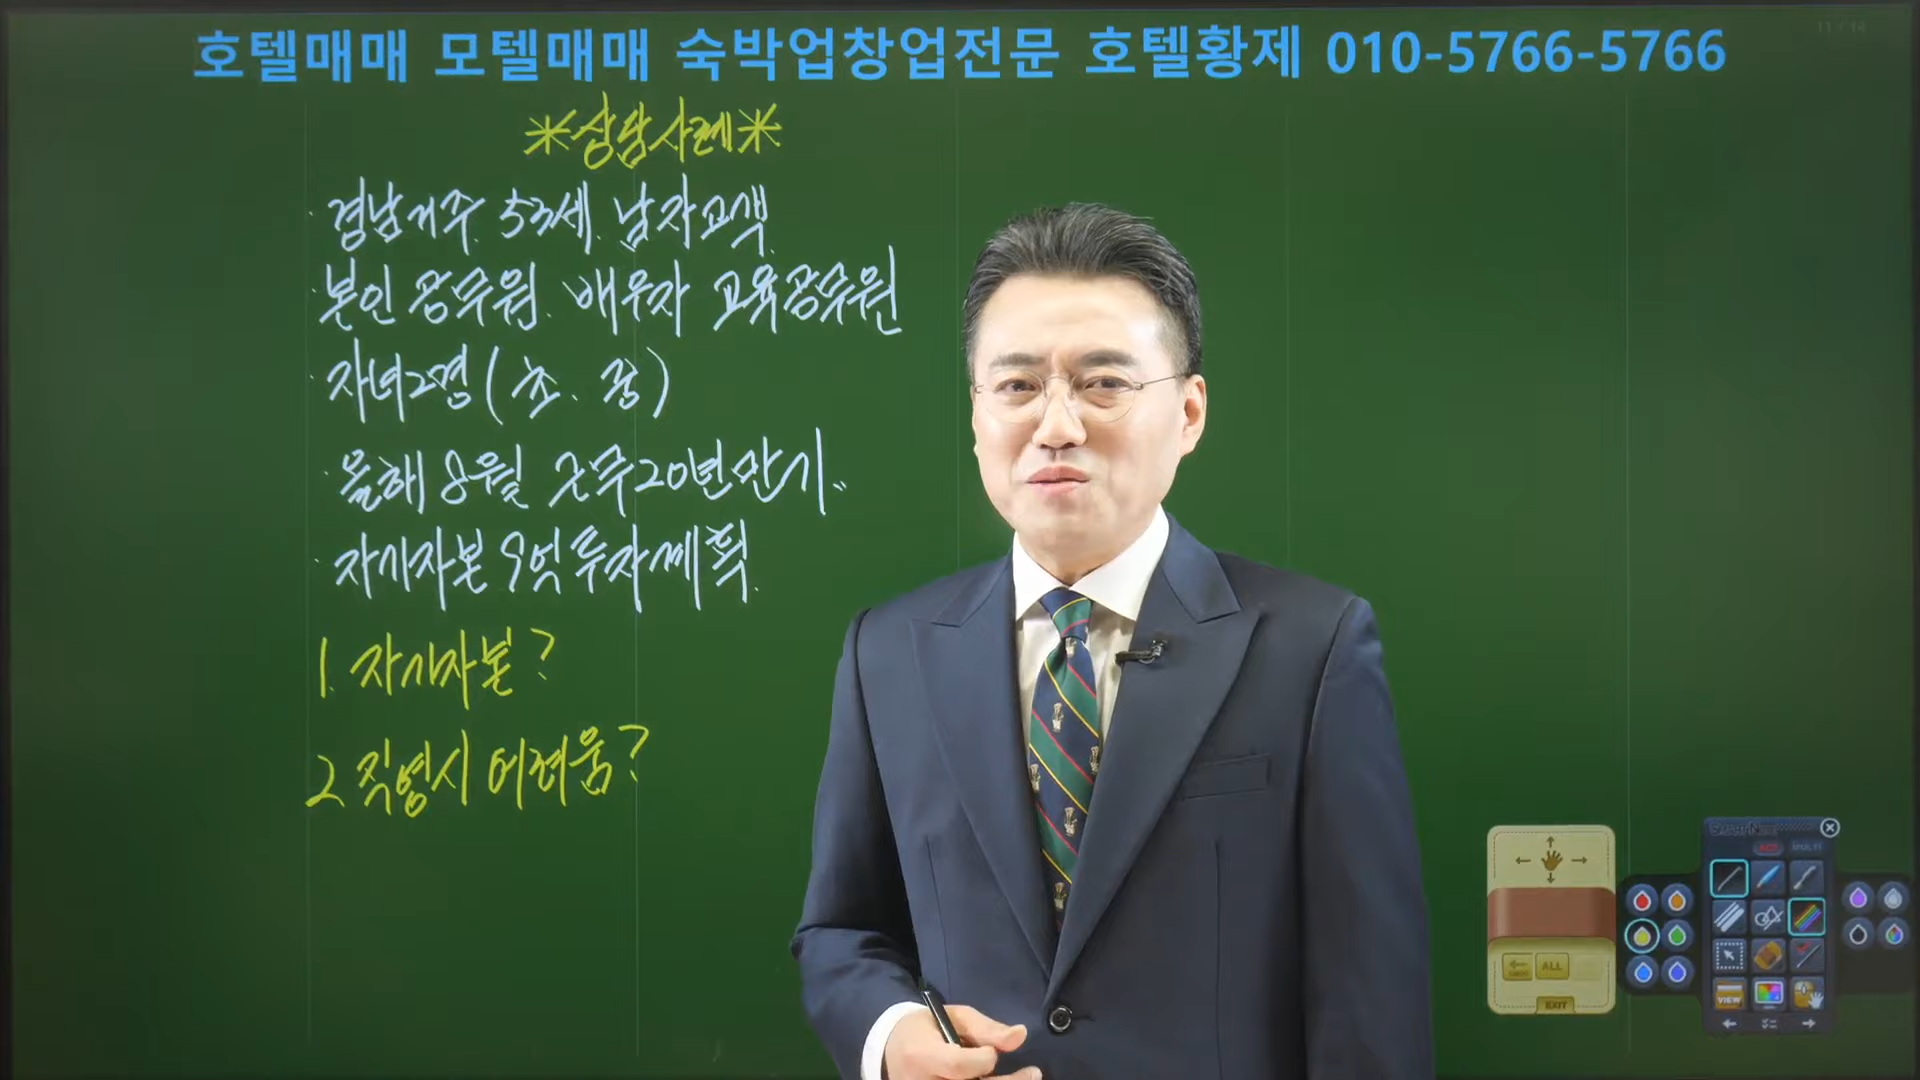 호텔매매 모텔매매 숙박업창업전문 호텔황제 010-5766-5766
*상담사례*
· 경남거주. 53세. 남자고객.
· 본인 공무원. 배우자 교육공무원
· 자녀2명 (초. 중)
· 올해 8월 근무20년만기..
· 자기자본 9억 투자계획.
1. 자기자본?
2. 직영시 어려움?
ALL
EXIT
VIEW